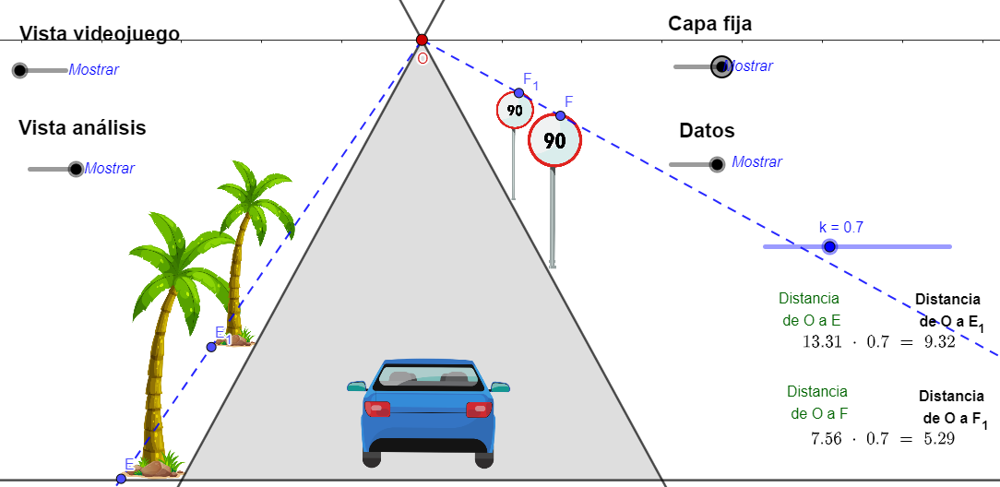 Vista videojuego
Mostrar
Vista análisis
Mostrar
Capa fija
Mostrar
Datos
Mostrar
O
F1
F
90
90
k = 0.7
E1
E
Distancia
de O a E
Distancia
de O a E1
13.31 · 0.7 = 9.32
Distancia
de O a F
Distancia
de O a F1
7.56 · 0.7 = 5.29